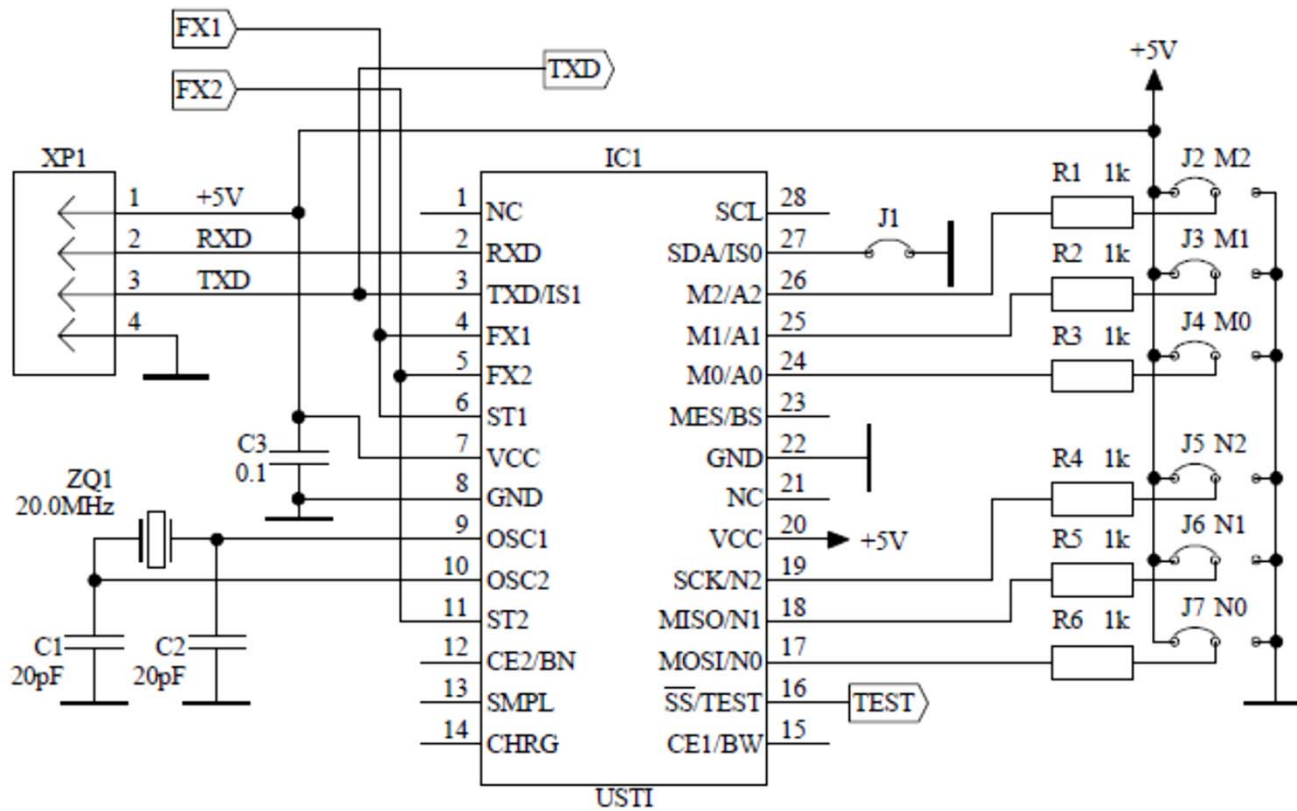 FX1
TXD
FX2
+5V
XP1
IC1
J2 M2
R1 1k
1 +5V
1 NC
SCL 28
J1
2 RXD
2 RXD
SDA/IS0 27
R2 1k
J3 M1
3 TXD
3 TXD/IS1
M2/A2 26
4
4 FX1
M1/A1 25
R3 1k
J4 M0
5 FX2
M0/A0 24
6 ST1
MES/BS 23
C3
0.1
7 VCC
GND 22
R4 1k
J5 N2
ZQ1
20.0MHz
8 GND
NC 21
9 OSC1
VCC 20
+5V
R5 1k
J6 N1
10 OSC2
SCK/N2 19
11 ST2
MISO/N1 18
R6 1k
J7 N0
C1
20pF
C2
20pF
12 CE2/BN
MOSI/N0 17
13 SMPL
SS/TEST 16
TEST
14 CHRG
CE1/BW 15
USTI